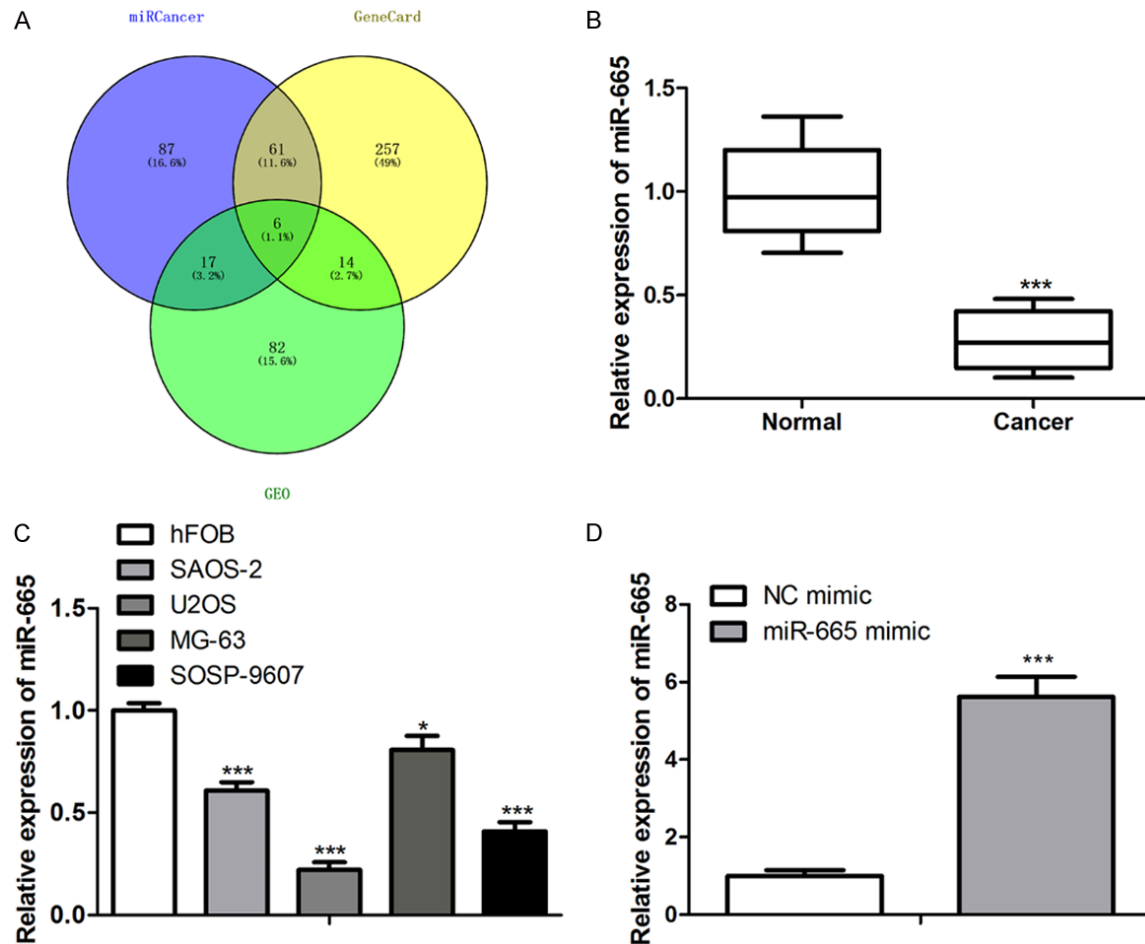 A
miRCancer
GeneCard
87
(16.6%)
61
(11.6%)
257
(49%)
6
(1.1%)
17
(3.2%)
14
(2.7%)
82
(15.6%)
GEO
B
Relative expression of miR-665
1.5
1.0
0.5
0.0
***
Normal
Cancer
C
hFOB
SAOS-2
U2OS
MG-63
SOSP-9607
Relative expression of miR-665
1.5
1.0
0.5
0.0
***
***
*
***
D
NC mimic
miR-665 mimic
Relative expression of miR-665
8
6
4
2
0
***